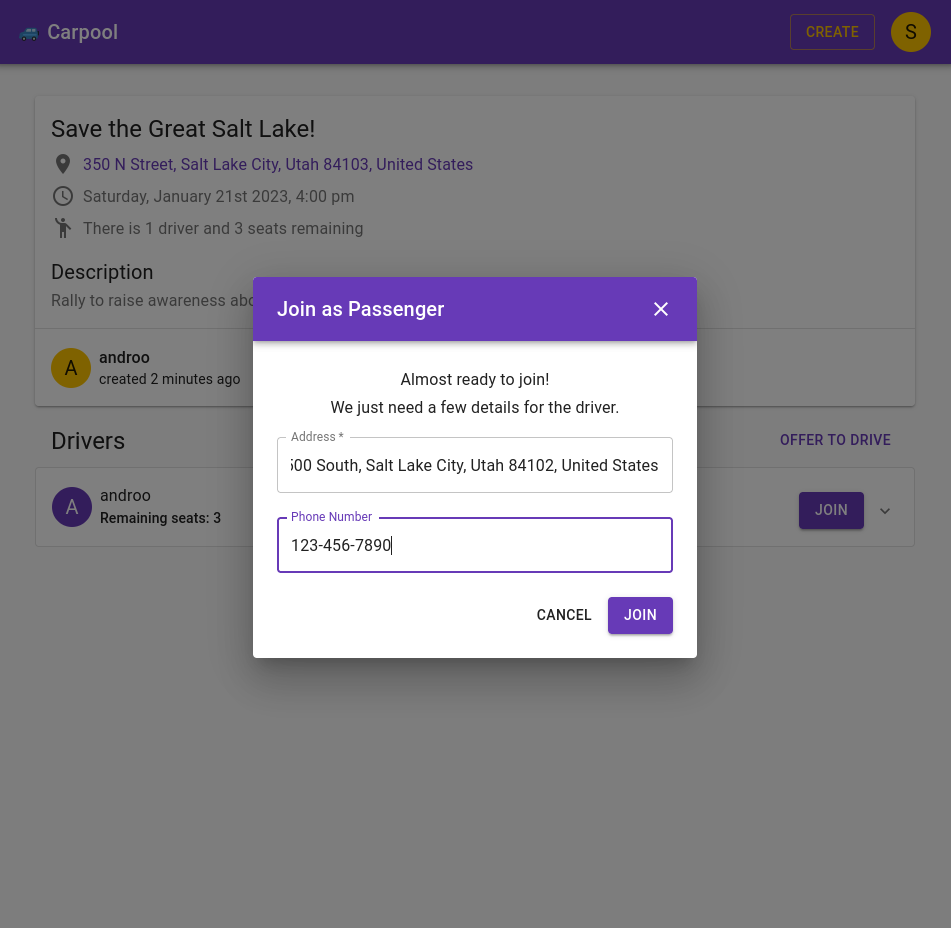 Carpool
CREATE
S
Save the Great Salt Lake!
350 N Street, Salt Lake City, Utah 84103, United States
Saturday, January 21st 2023, 4:00 pm
There is 1 driver and 3 seats remaining
Description
Rally to raise awareness
A
androo
created 2 minutes ago
Drivers
OFFER TO DRIVE
A
androo
Remaining seats: 3
JOIN
Join as Passenger
Almost ready to join!
We just need a few details for the driver.
Address *
00 South, Salt Lake City, Utah 84102, United States
Phone Number
123-456-7890
CANCEL
JOIN